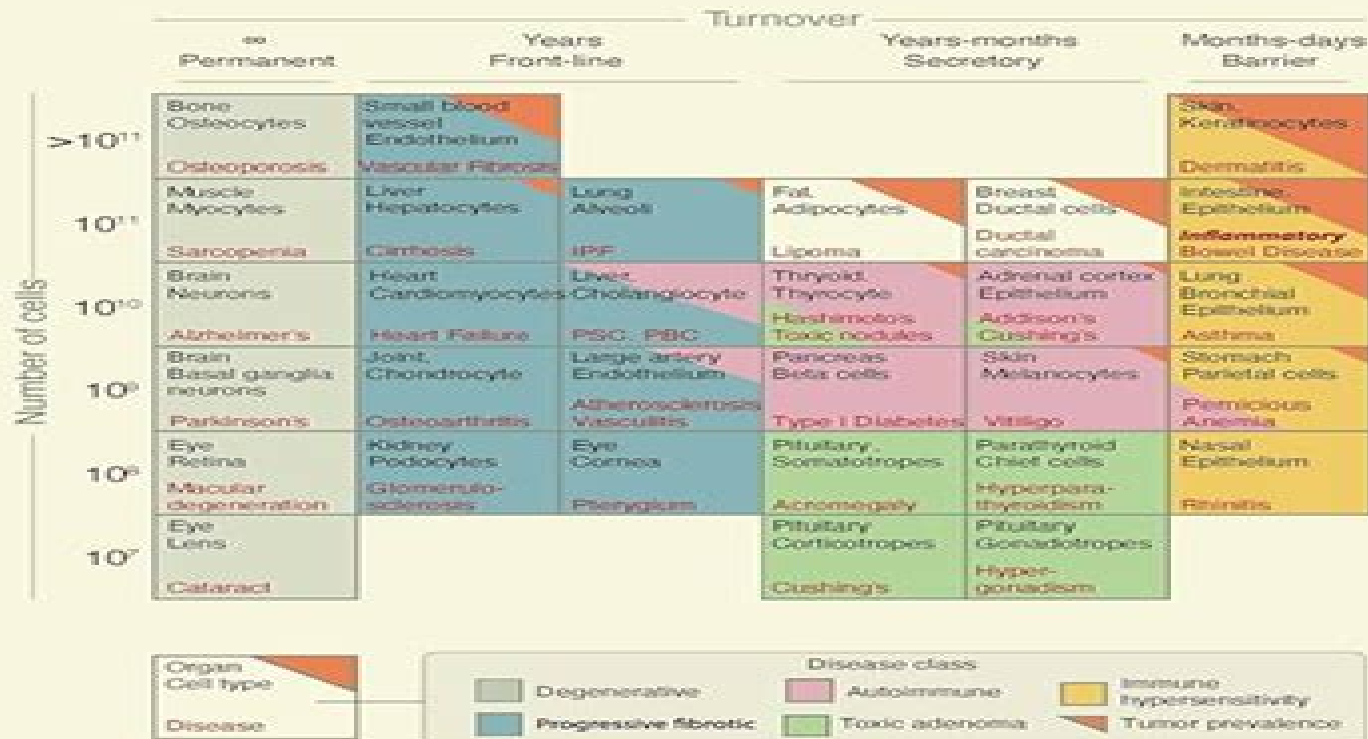 Turnover
∞
Permanent
Years
Front-line
Years-months
Secretory
Months-days
Barrier
Number of cells
>10¹¹
Bone
Osteocytes
Osteoporosis
Small blood
vessel
Endothelium
Vascular Fibrosis
Skin,
Keratinocytes
Dermatitis
10¹¹
Muscle
Myocytes
Sarcopenia
Liver
Hepatocytes
Cirrhosis
Lung
Alveoli
IPF
Fat,
Adipocytes
Lipoma
Breast
Ductal cells
Ductal
carcinoma
Intestine,
Epithelium
Inflammatory
Bowel Disease
10¹⁰
Brain
Neurons
Alzheimer's
Heart
Cardiomyocytes
Heart Failure
Liver,
Cholangiocyte
PSC, PBC
Thryoid,
Thyrocyte
Hashimoto's
Toxic nodules
Adrenal cortex
Epithelium
Addison's
Cushing's
Lung
Bronchial
Epithelium
Asthma
10⁹
Brain
Basal ganglia
neurons
Parkinson's
Joint,
Chondrocyte
Osteoarthritis
Large artery
Endothelium
Atherosclerosis
Vasculitis
Pancreas
Beta cells
Type I Diabetes
Skin
Melanocytes
Vitiligo
Stomach
Parietal cells
Pernicious
Anemia
10⁸
Eye
Retina
Macular
degeneration
Kidney
Podocytes
Glomerulo-
sclerosis
Eye
Cornea
Pterygium
Pituitary,
Somatotropes
Acromegaly
Parathyroid
Chief cells
Hyperpara-
thyroidism
Nasal
Epithelium
Rhinitis
10⁷
Eye
Lens
Cataract
Pituitary
Corticotropes
Cushing's
Pituitary
Gonadotropes
Hyper-
gonadism
Organ
Cell type
Disease
Disease class
Degenerative
Autoimmune
Immune
hypersensitivity
Progressive fibrotic
Toxic adenoma
Tumor prevalence